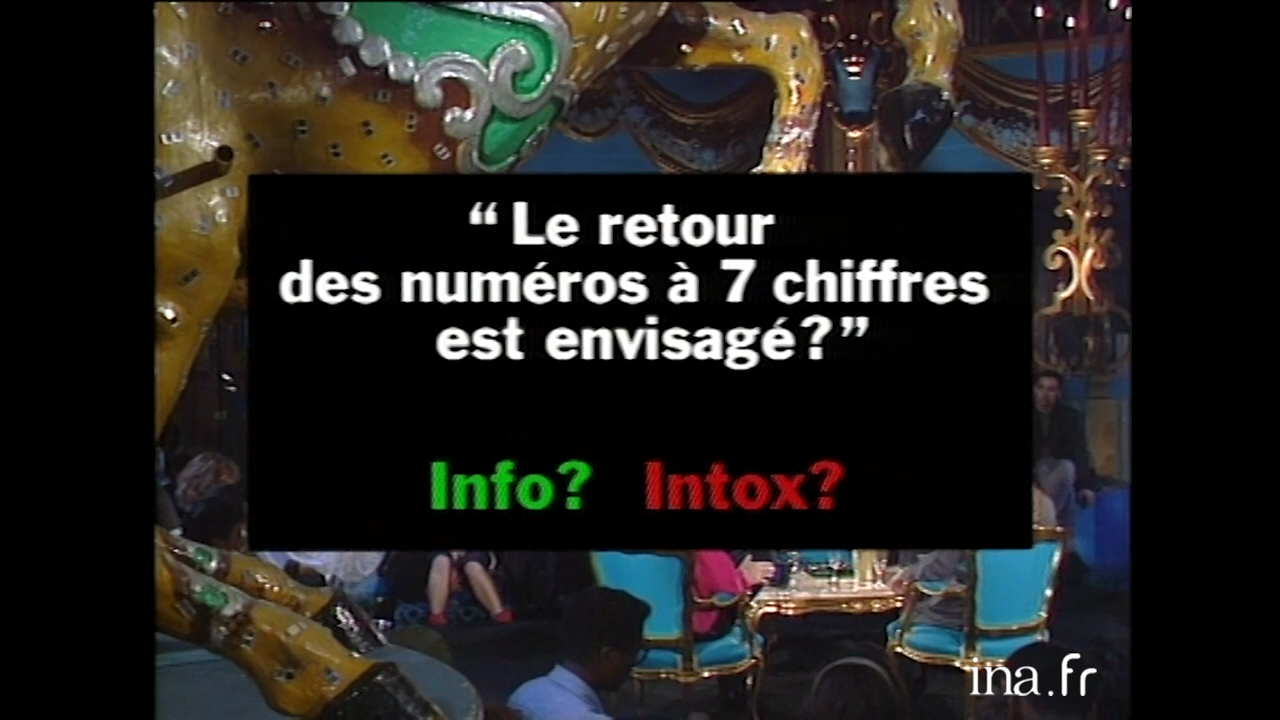 “ Le retour
des numéros à 7 chiffres
est envisagé?”
Info? Intox?
ina.fr